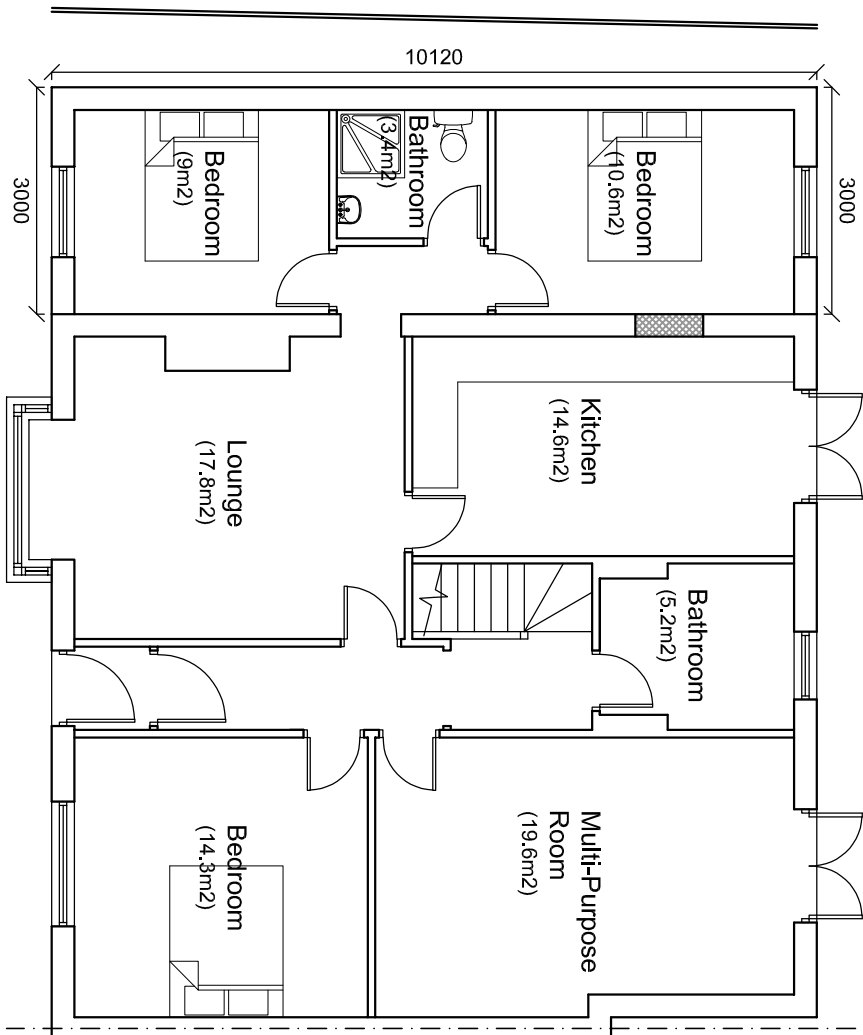 10120
3000
3000
Bedroom
(9m2)
Bathroom
(3.4m2)
Bedroom
(10.6m2)
Lounge
(17.8m2)
Kitchen
(14.6m2)
Bathroom
(5.2m2)
Bedroom
(14.3m2)
Multi-Purpose
Room
(19.6m2)